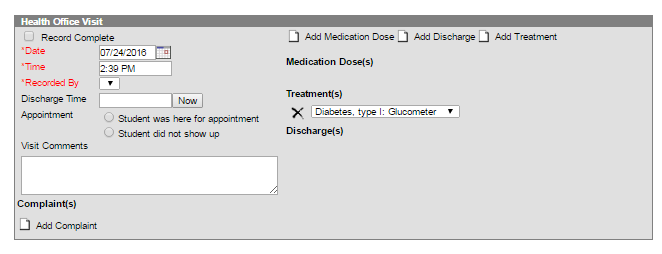 Health Office Visit
Record Complete
Add Medication Dose Add Discharge Add Treatment
*Date 07/24/2016
*Time 2:39 PM
*Recorded By
Discharge Time Now
Appointment Student was here for appointment
Student did not show up
Visit Comments
Complaint(s)
Add Complaint
Medication Dose(s)
Treatment(s)
Diabetes, type I: Glucometer
Discharge(s)